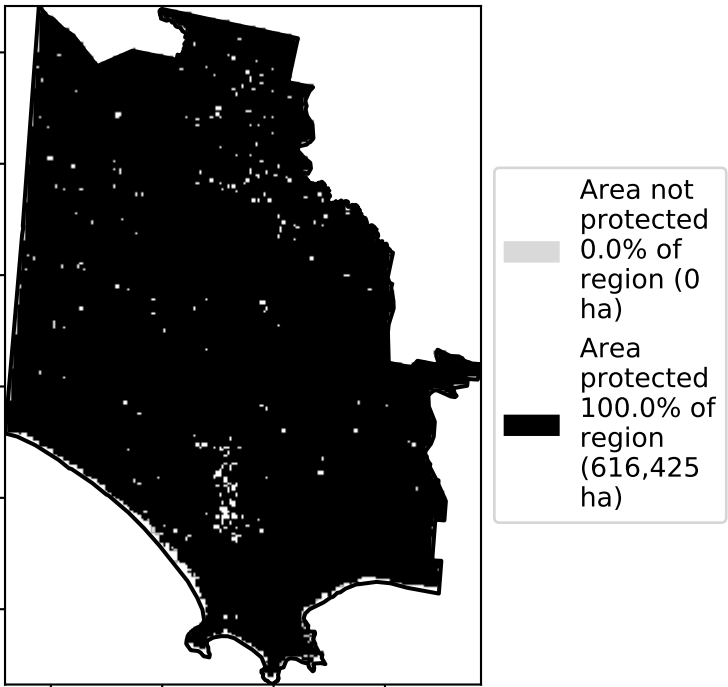 Area not
protected
0.0% of
region (0
ha)
Area
protected
100.0% of
region
(616,425
ha)